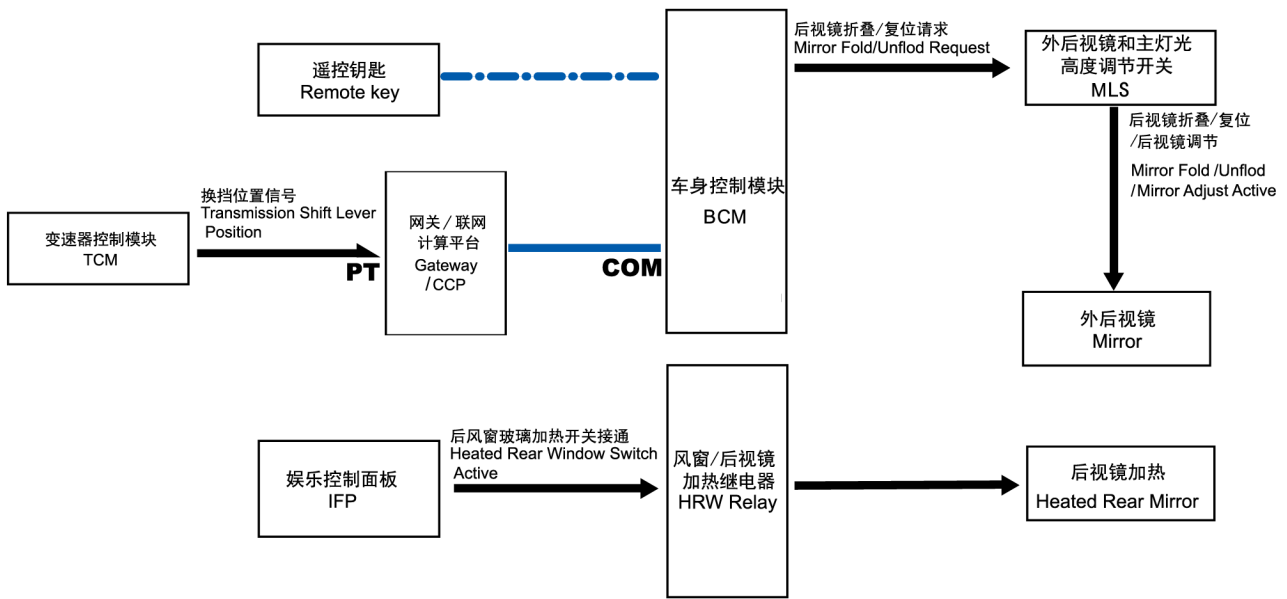 后视镜折叠/复位请求
Mirror Fold/Unflod Request
遥控钥匙
Remote key
外后视镜和主灯光
高度调节开关
MLS
后视镜折叠/复位
/后视镜调节
Mirror Fold /Unflod
/Mirror Adjust Active
车身控制模块
BCM
换挡位置信号
Transmission Shift Lever
Position
变速器控制模块
TCM
PT
网关/联网
计算平台
Gateway
/CCP
COM
外后视镜
Mirror
后风窗玻璃加热开关接通
Heated Rear Window Switch
Active
娱乐控制面板
IFP
风窗/后视镜
加热继电器
HRW Relay
后视镜加热
Heated Rear Mirror